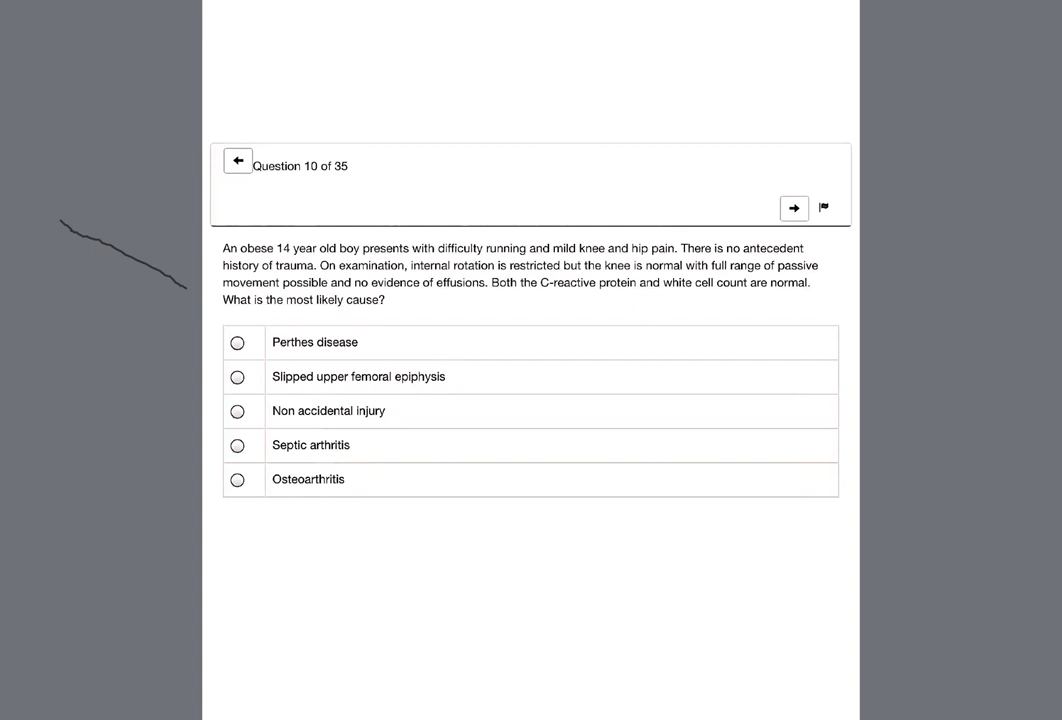 Question 10 of 35
An obese 14 year old boy presents with difficulty running and mild knee and hip pain. There is no antecedent
history of trauma. On examination, internal rotation is restricted but the knee is normal with full range of passive
movement possible and no evidence of effusions. Both the C-reactive protein and white cell count are normal.
What is the most likely cause?
Perthes disease
Slipped upper femoral epiphysis
Non accidental injury
Septic arthritis
Osteoarthritis